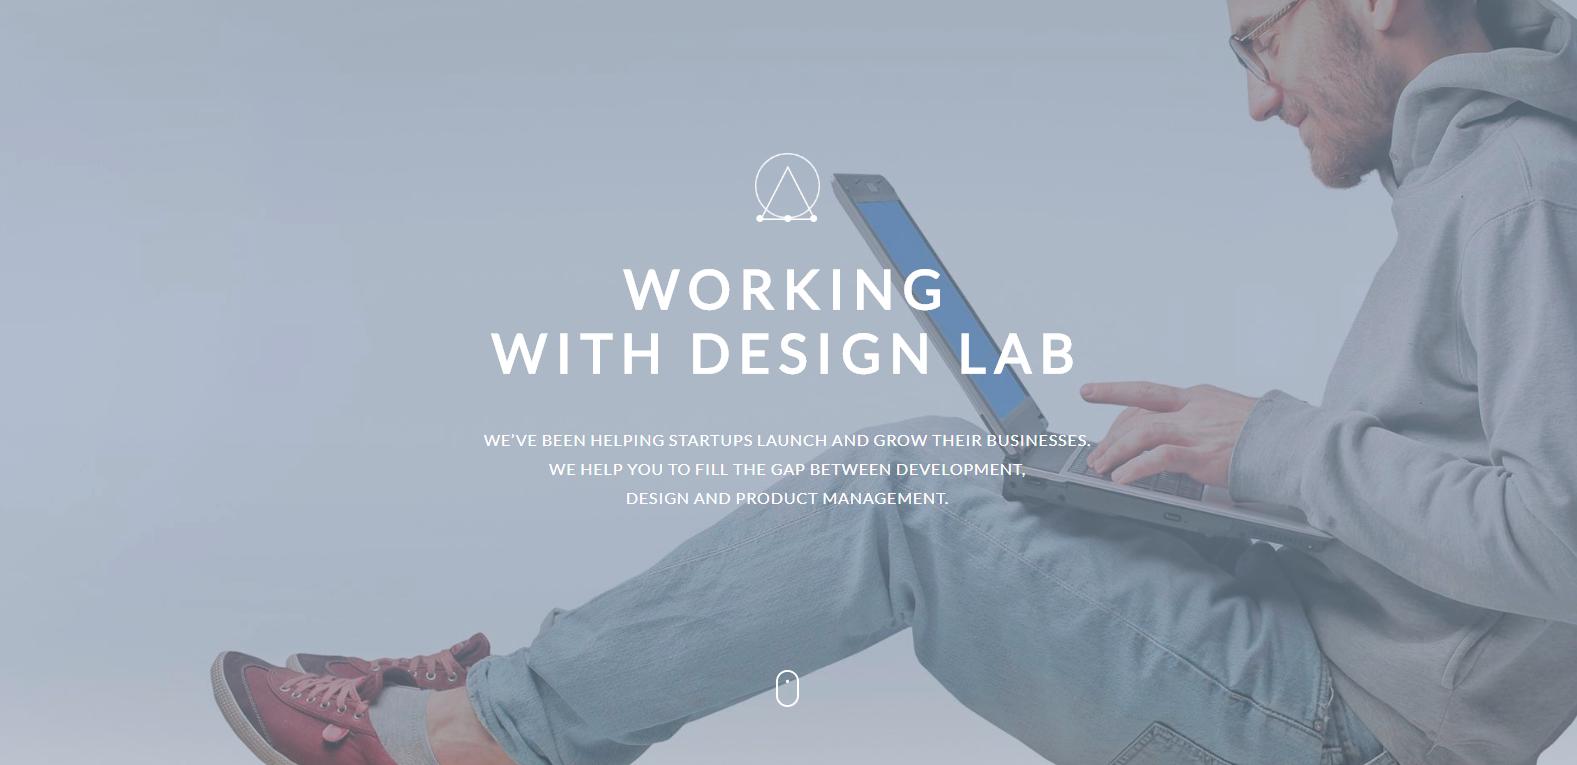 WORKING
WITH DESIGN LAB
WE'VE BEEN HELPING STARTUPS LAUNCH AND GROW THEIR BUSINESSES.
WE HELP YOU TO FILL THE GAP BETWEEN DEVELOPMENT,
DESIGN AND PRODUCT MANAGEMENT.